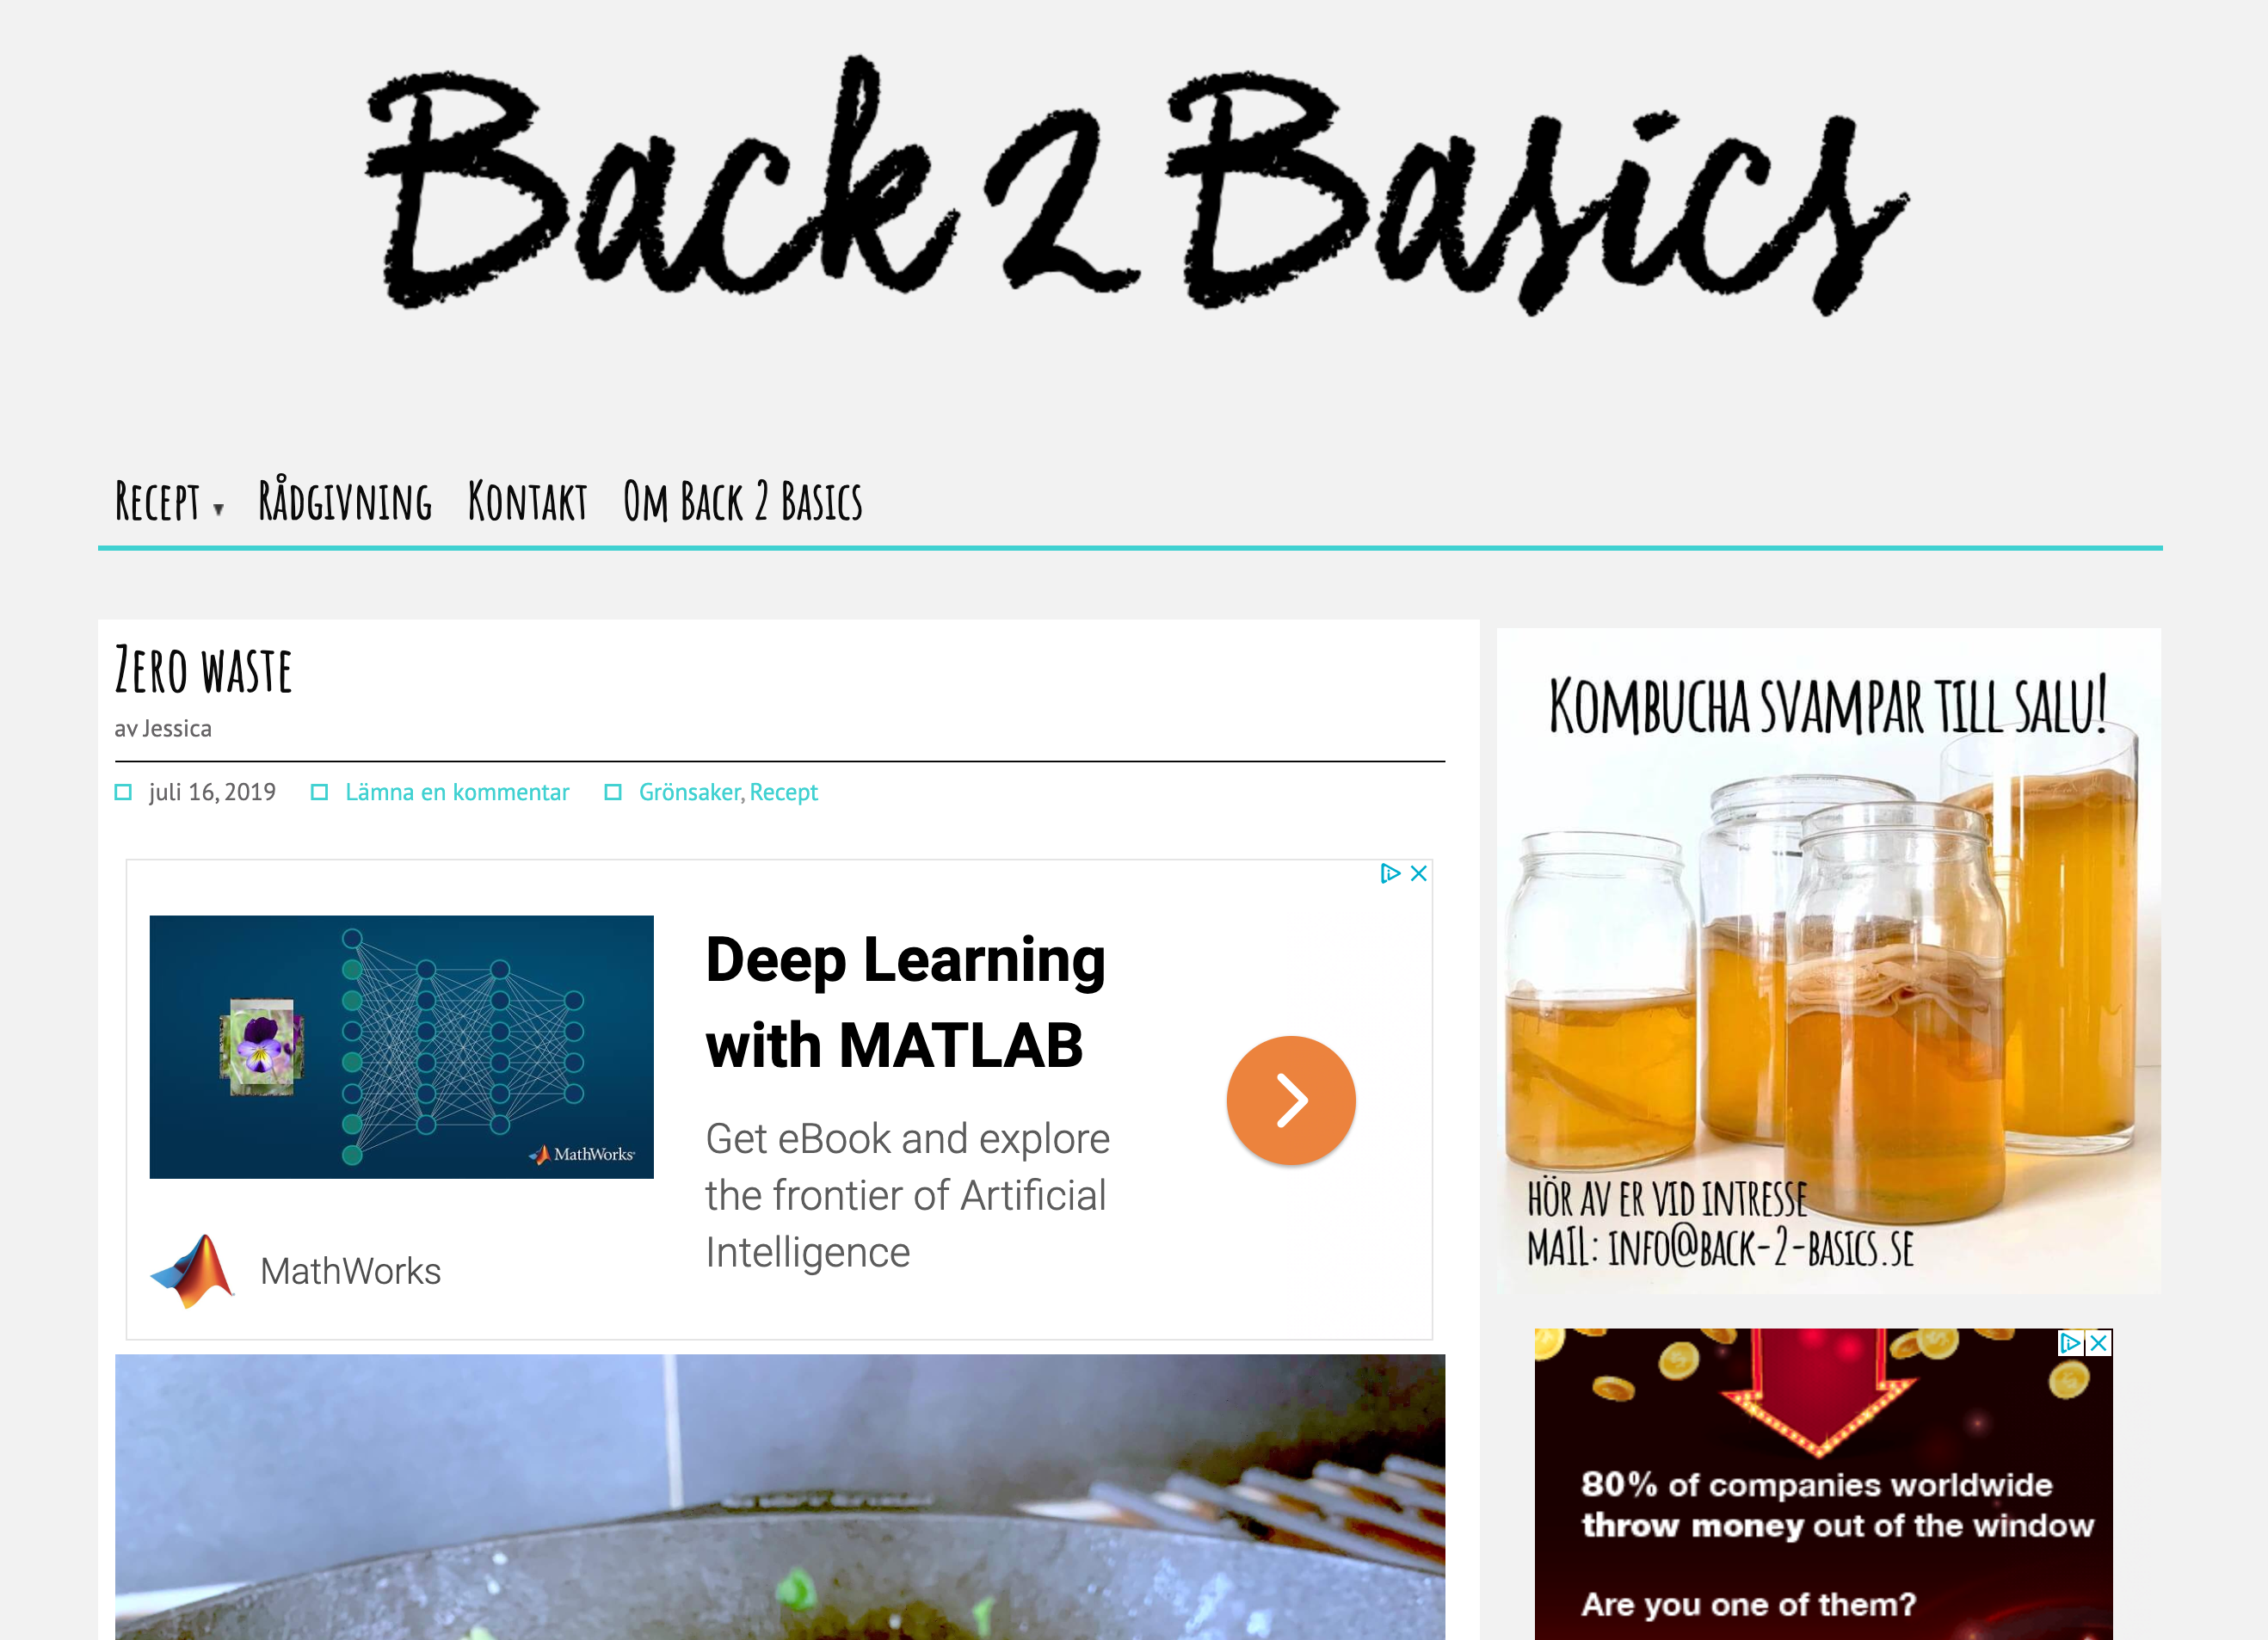 Back 2 Basics
Recept ▼ Rådgivning Kontakt Om Back 2 Basics
Zero waste
av Jessica
juli 16, 2019 Lämna en kommentar Grönsaker, Recept
Deep Learning
with MATLAB
Get eBook and explore
the frontier of Artificial
Intelligence
MathWorks
MathWorks
Kombucha svampar till salu!
Hör av er vid intresse
Mail: info@back-2-basics.se
80% of companies worldwide
throw money out of the window
Are you one of them?